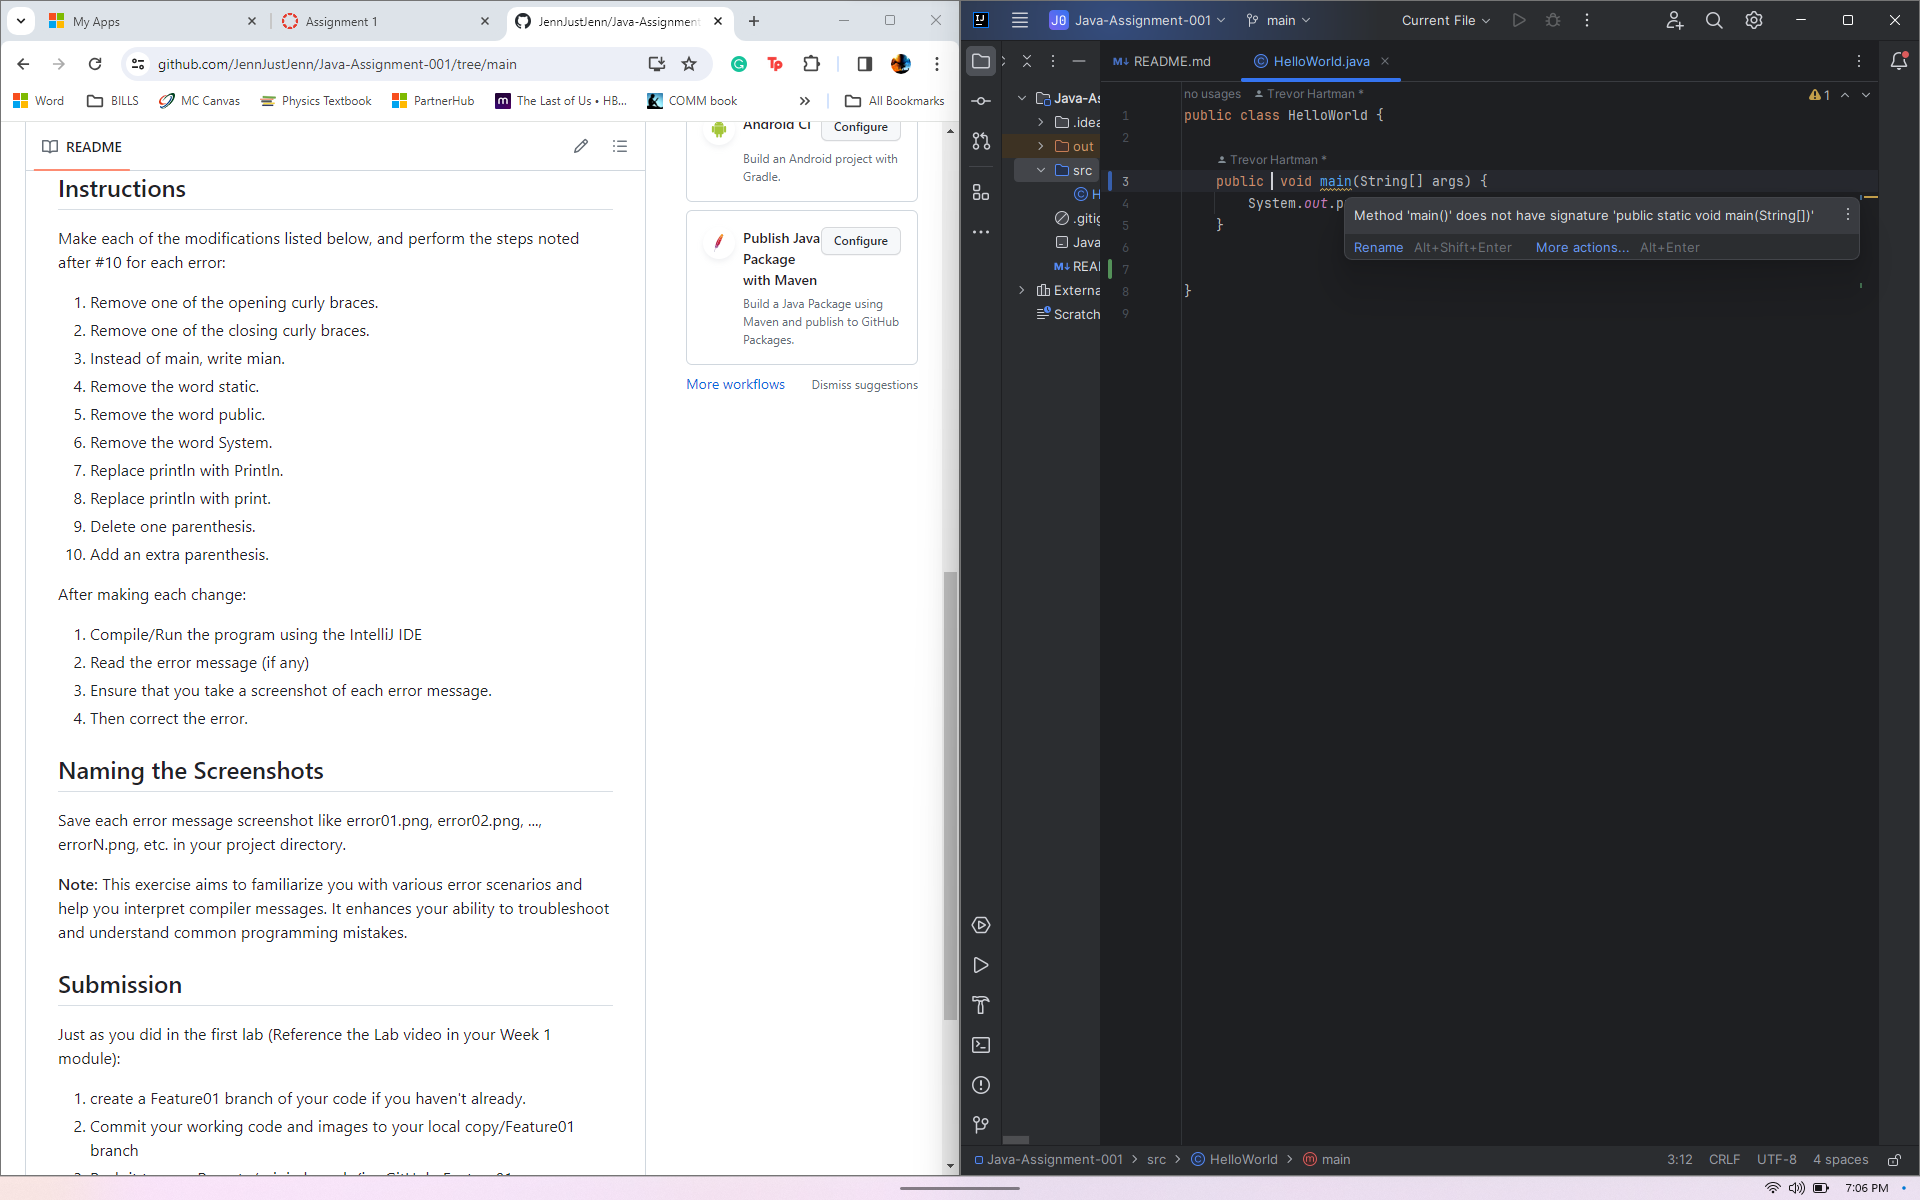 My Apps
Assignment 1
JennJustJenn/Java-Assignment
github.com/JennJustJenn/Java-Assignment-001/tree/main
Word
BILLS
MC Canvas
Physics Textbook
PartnerHub
The Last of Us • HB...
COMM book
All Bookmarks
README
Instructions
Make each of the modifications listed below, and perform the steps noted
after #10 for each error:
1. Remove one of the opening curly braces.
2. Remove one of the closing curly braces.
3. Instead of main, write mian.
4. Remove the word static.
5. Remove the word public.
6. Remove the word System.
7. Replace println with Println.
8. Replace println with print.
9. Delete one parenthesis.
10. Add an extra parenthesis.
After making each change:
1. Compile/Run the program using the IntelliJ IDE
2. Read the error message (if any)
3. Ensure that you take a screenshot of each error message.
4. Then correct the error.
Naming the Screenshots
Save each error message screenshot like error01.png, error02.png, ...,
errorN.png, etc. in your project directory.
Note: This exercise aims to familiarize you with various error scenarios and
help you interpret compiler messages. It enhances your ability to troubleshoot
and understand common programming mistakes.
Submission
Just as you did in the first lab (Reference the Lab video in your Week 1
module):
1. create a Feature01 branch of your code if you haven't already.
2. Commit your working code and images to your local copy/Feature01
branch
Android CI
Configure
Build an Android project with
Gradle.
Publish Java
Package
with Maven
Configure
Build a Java Package using
Maven and publish to GitHub
Packages.
More workflows
Dismiss suggestions
J0 Java-Assignment-001
main
Current File
README.md
HelloWorld.java
Java-As
.idea
out
src
H
.gitig
Java
REA
Externa
Scratch
no usages Trevor Hartman *
1 public class HelloWorld {
2
Trevor Hartman *
3 public void main(String[] args) {
4 System.out.p
5 }
6
7
8 }
9
1
Method 'main()' does not have signature 'public static void main(String[])'
Rename Alt+Shift+Enter More actions... Alt+Enter
Java-Assignment-001 > src > HelloWorld > main
3:12 CRLF UTF-8 4 spaces
7:06 PM